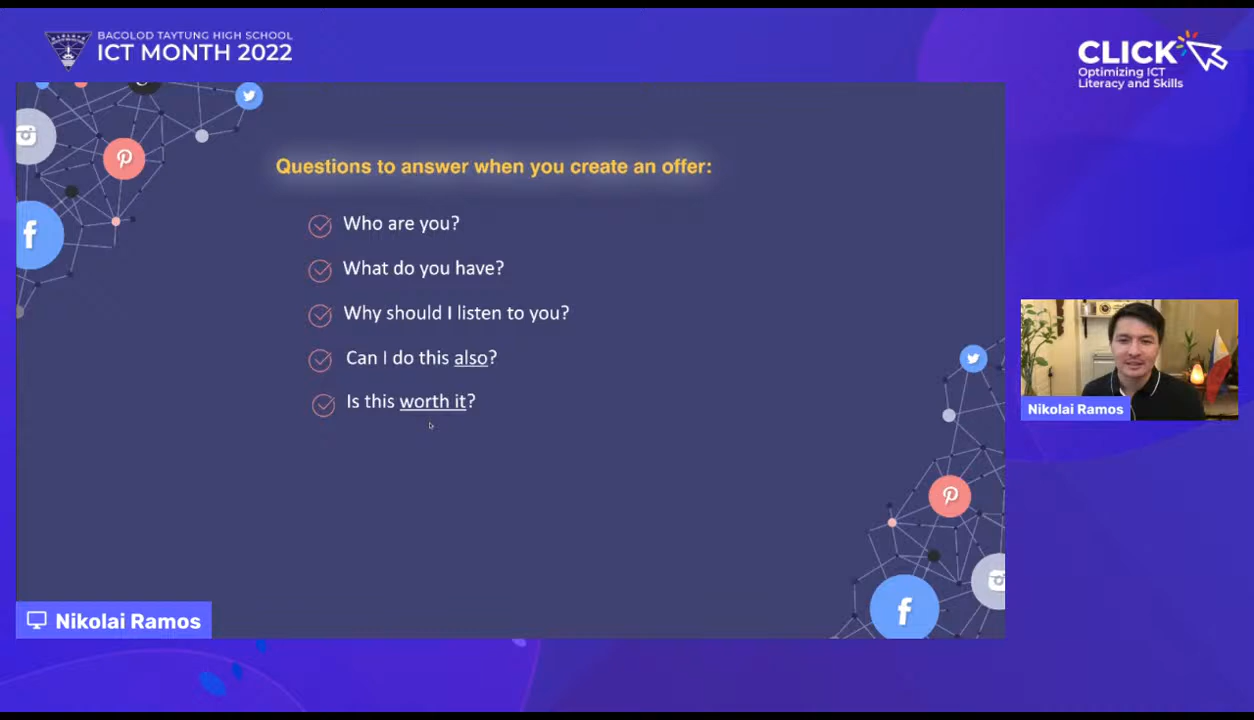 BACOLOD TAYTUNG HIGH SCHOOL
ICT MONTH 2022
CLICK
Optimizing ICT
Literacy and Skills
Questions to answer when you create an offer:
Who are you?
What do you have?
Why should I listen to you?
Can I do this also?
Is this worth it?
Nikolai Ramos
Nikolai Ramos